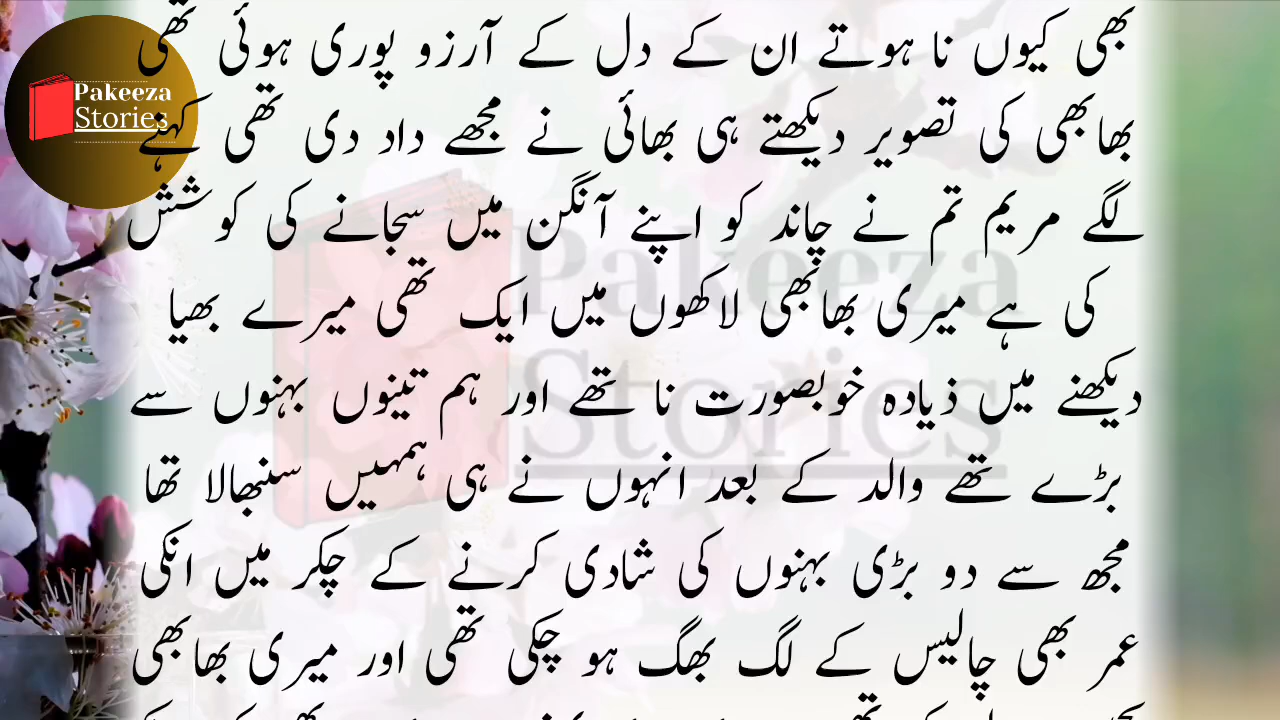 Pakeeza
Stories
بھی کیوں نا ہوتے ان کے دل کے آرزو پوری ہوئی تھی
بھابھی کی تصویر دیکھتے ہی بھائی نے مجھے داد دی تھی کہنے
لگے مریم تم نے چاند کو اپنے آنگن میں سجانے کی کوشش
کی ہے میری بھابھی لاکھوں میں ایک تھی میرے بھیا
دیکھنے میں ذیادہ خوبصورت نا تھے اور ہم تینوں بہنوں سے
بڑے تھے والد کے بعد انہوں نے ہی ہمہیں سنبھالا تھا
مجھ سے دو بڑی بہنوں کی شادی کرنے کے چکر میں انکی
عمر بھی چالیس کے لگ بھگ ہو چکی تھی اور میری بھابھی
Pakeeza
Stories